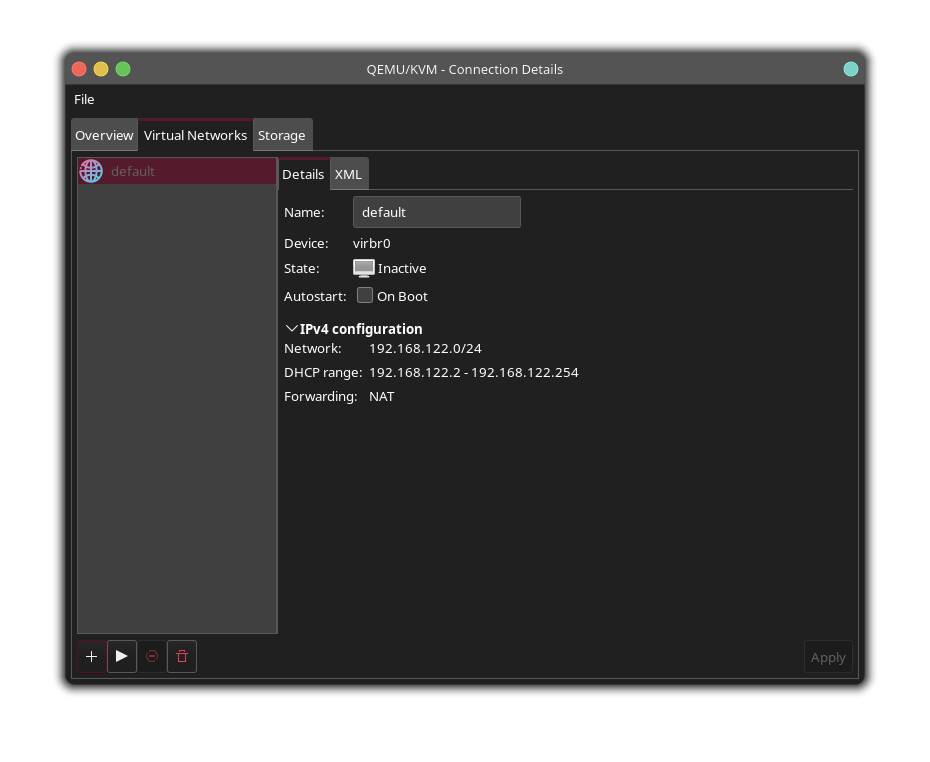 QEMU/KVM - Connection Details
File
Overview Virtual Networks Storage
default
Details XML
Name: default
Device: virbr0
State: Inactive
Autostart: On Boot
IPv4 configuration
Network: 192.168.122.0/24
DHCP range: 192.168.122.2 - 192.168.122.254
Forwarding: NAT
Apply